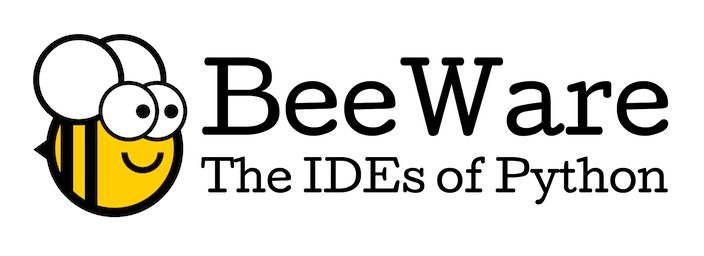 BeeWare
The IDEs of Python